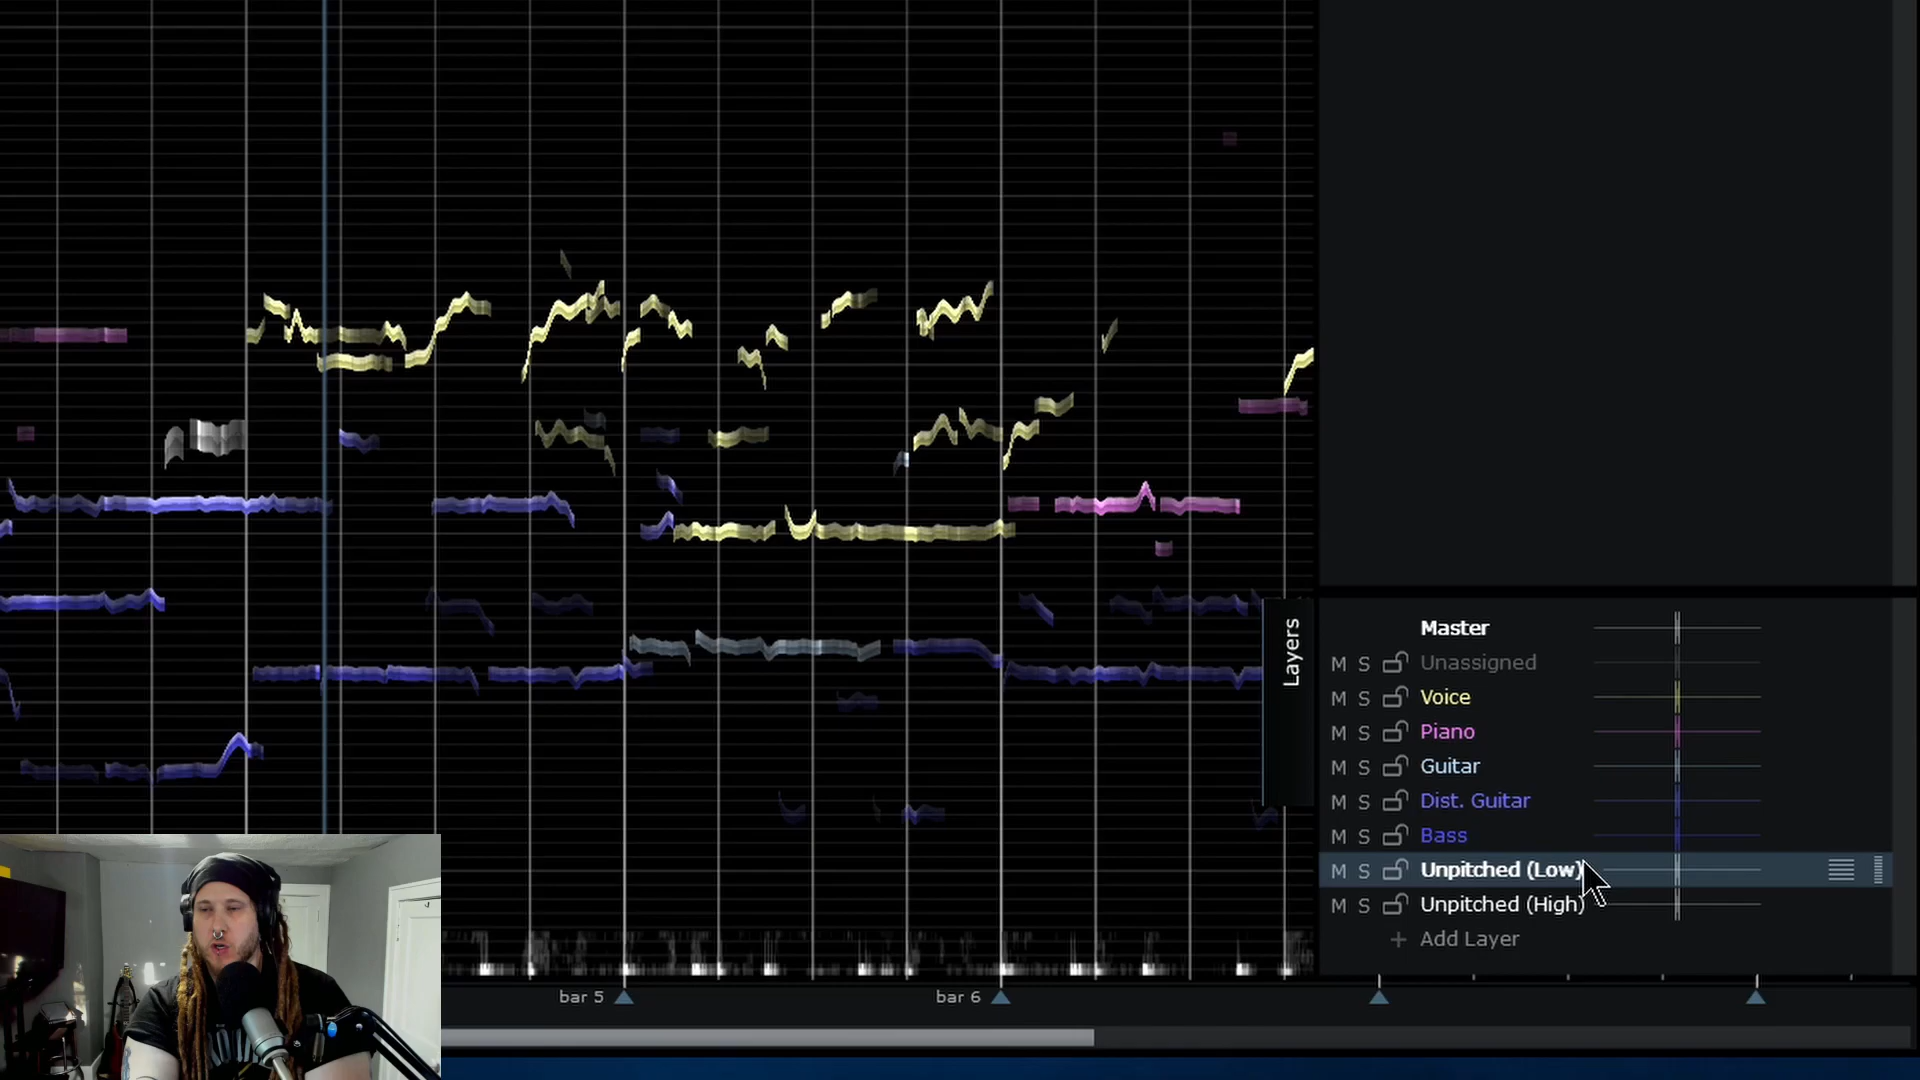 Layers
Master
M S Unassigned
M S Voice
M S Piano
M S Guitar
M S Dist. Guitar
M S Bass
M S Unpitched (Low)
M S Unpitched (High)
+ Add Layer
bar 5
bar 6